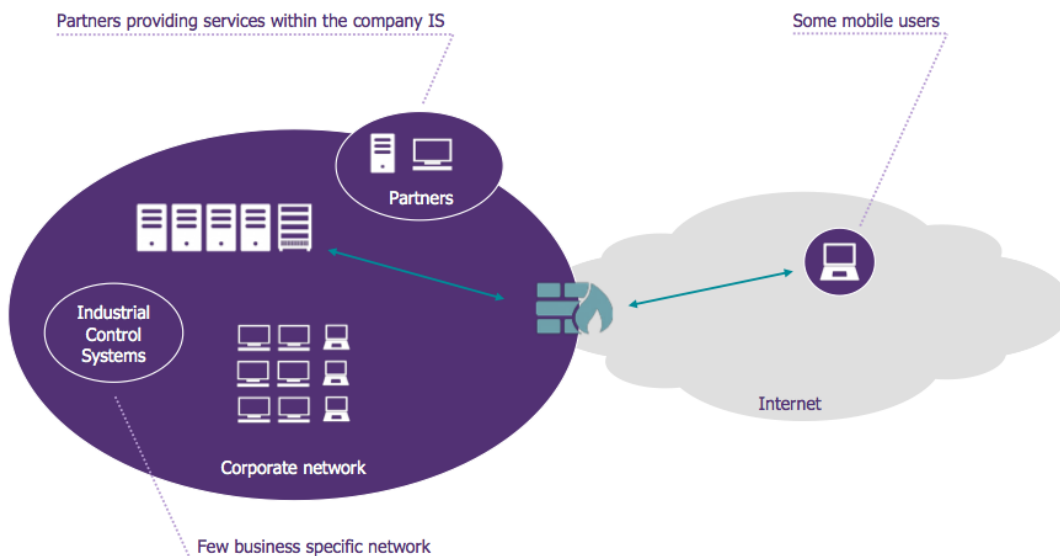 Partners providing services within the company IS
Some mobile users
Partners
Industrial
Control
Systems
Internet
Corporate network
Few business specific network